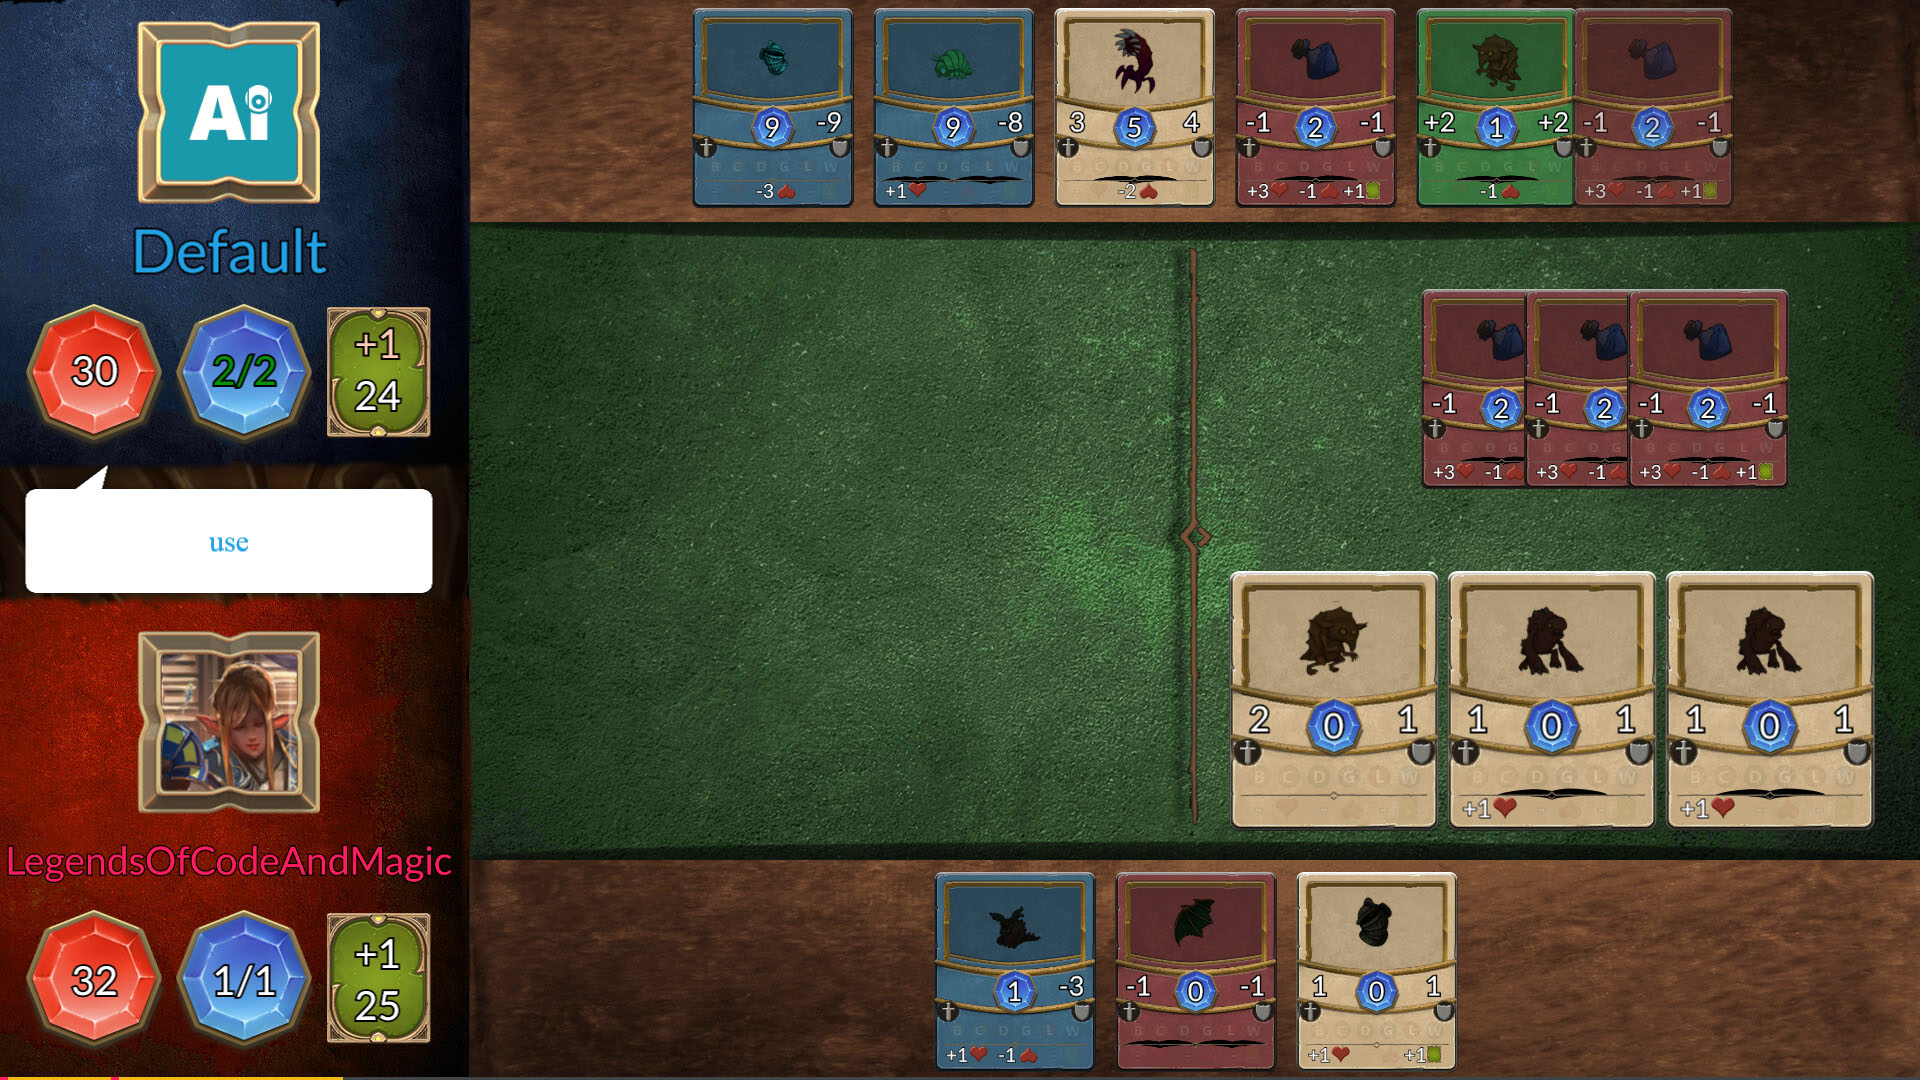 Ai
Default
30
2/2
+1
24
use
LegendsOfCodeAndMagic
32
1/1
+1
25
9 -9
B C D G L W
-3
9 -8
B C D G L W
+1
3 5 4
B C D G L W
-2
-1 2 -1
B C D G L W
+3 -1 +1
+2 1 +2
B C D G L W
-1
-1 2 -1
B C D G L W
+3 -1 +1
-1 2
B C D G
+3 -1
-1 2
B C D G
+3 -1
-1 2 -1
B C D G L W
+3 -1 +1
2 0 1
B C D G L W
1 0 1
B C D G L W
+1
1 0 1
B C D G L W
+1
1 -3
B C D G L W
+1 -1
-1 0 -1
B C D G L W
1 0 1
B C D G L W
+1 +1